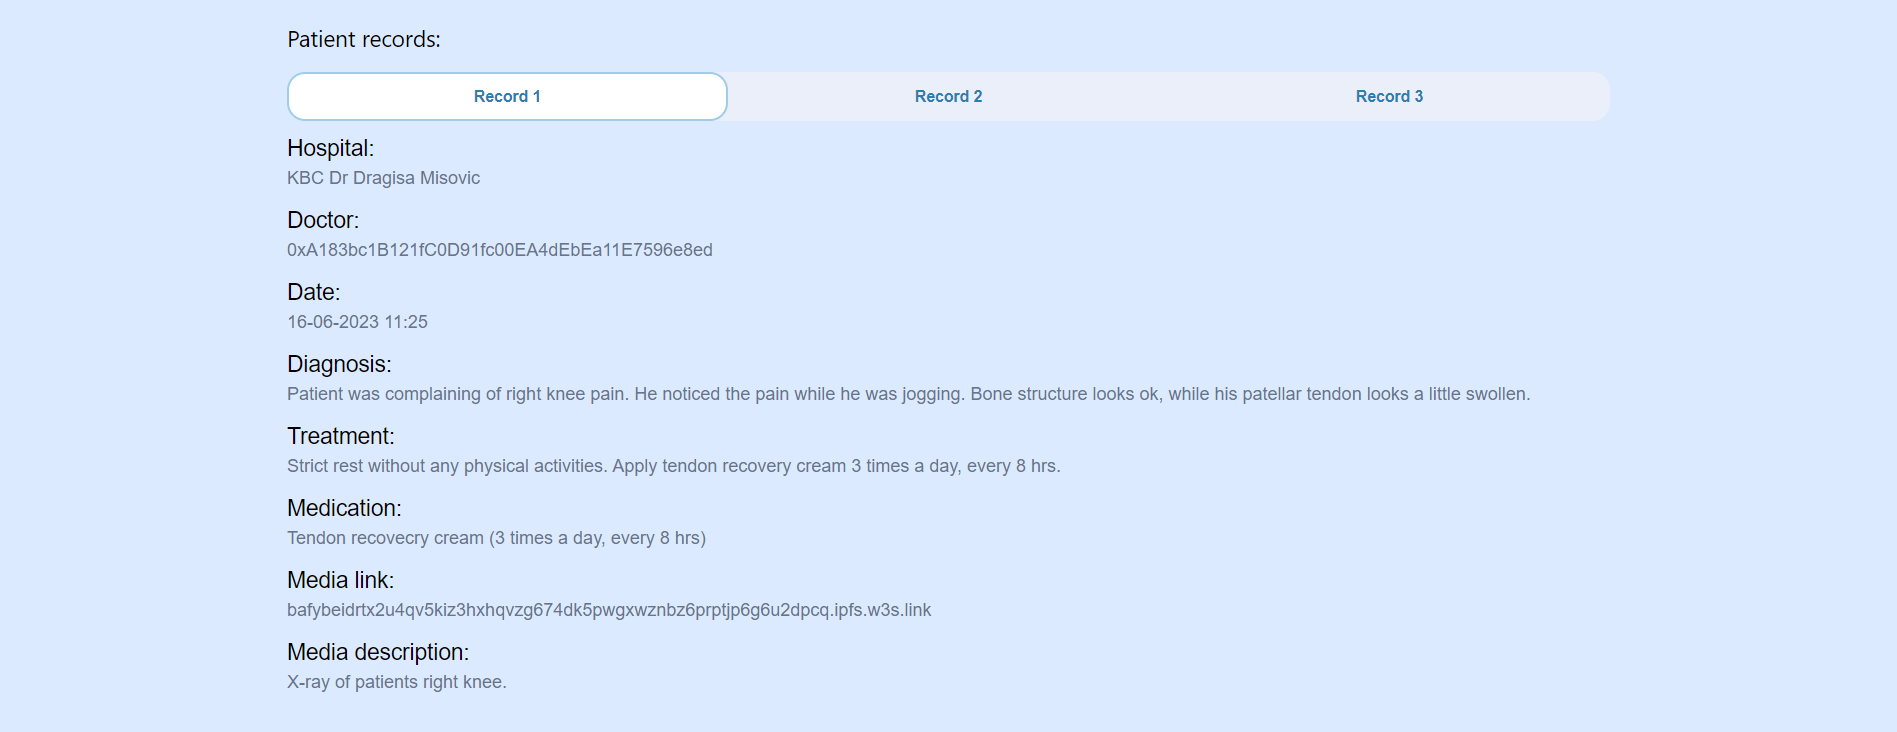 Patient records:
Record 1 Record 2 Record 3
Hospital:
KBC Dr Dragisa Misovic
Doctor:
0xA183bc1B121fC0D91fc00EA4dEbEa11E7596e8ed
Date:
16-06-2023 11:25
Diagnosis:
Patient was complaining of right knee pain. He noticed the pain while he was jogging. Bone structure looks ok, while his patellar tendon looks a little swollen.
Treatment:
Strict rest without any physical activities. Apply tendon recovery cream 3 times a day, every 8 hrs.
Medication:
Tendon recovecry cream (3 times a day, every 8 hrs)
Media link:
bafybeidrtx2u4qv5kiz3hxhqvzg674dk5pwgxwznbz6prptjp6g6u2dpcq.ipfs.w3s.link
Media description:
X-ray of patients right knee.